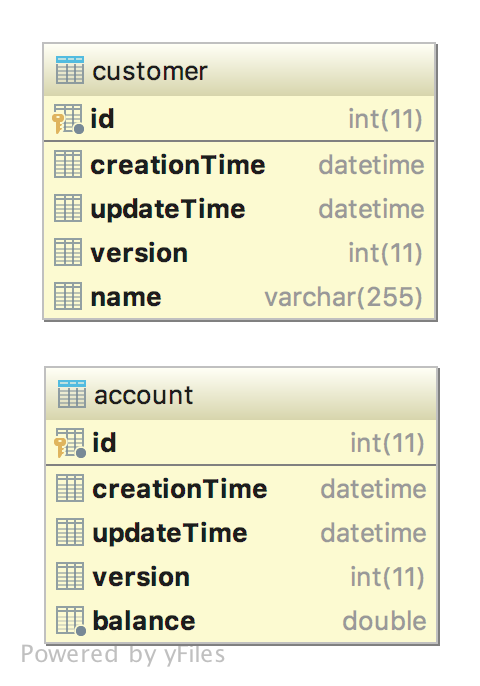 customer
id int(11)
creationTime datetime
updateTime datetime
version int(11)
name varchar(255)
account
id int(11)
creationTime datetime
updateTime datetime
version int(11)
balance double
Powered by yFiles